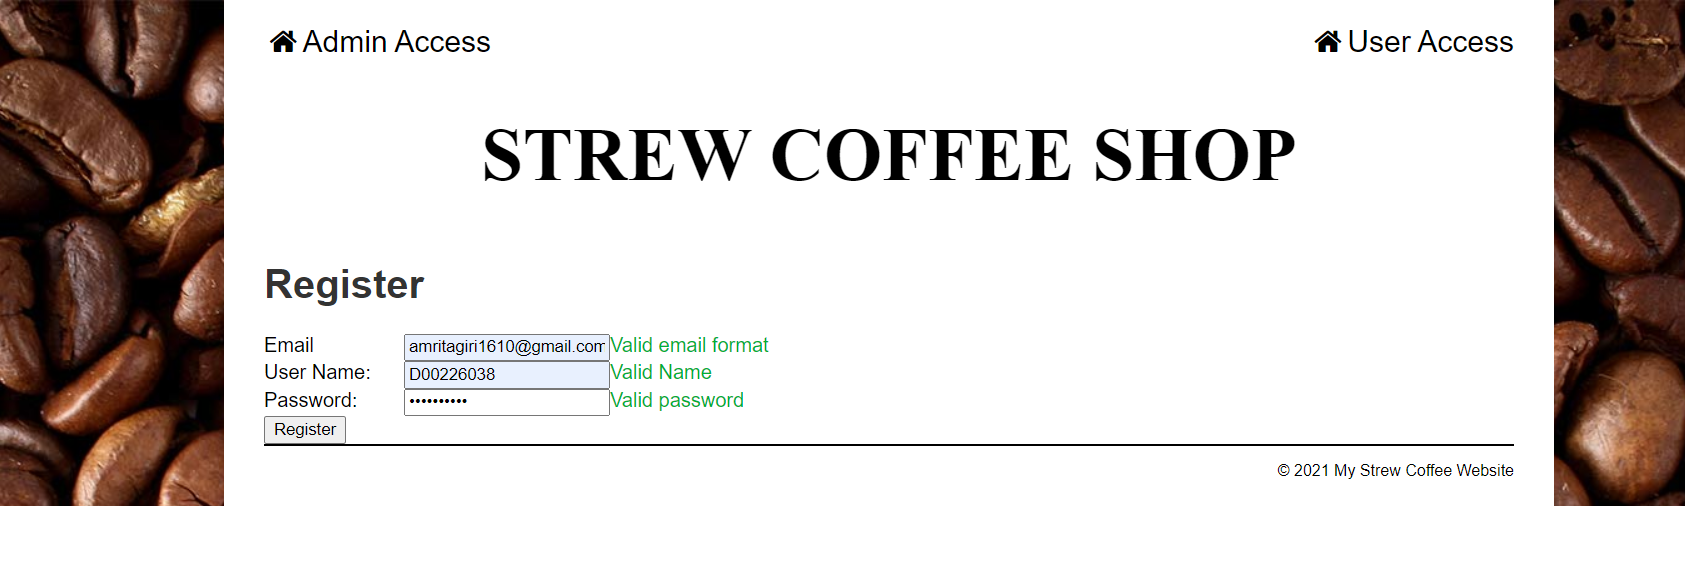 Admin Access
User Access
STREW COFFEE SHOP
Register
Email amritagiri1610@gmail.com Valid email format
User Name: D00226038 Valid Name
Password: •••••••••• Valid password
Register
© 2021 My Strew Coffee Website